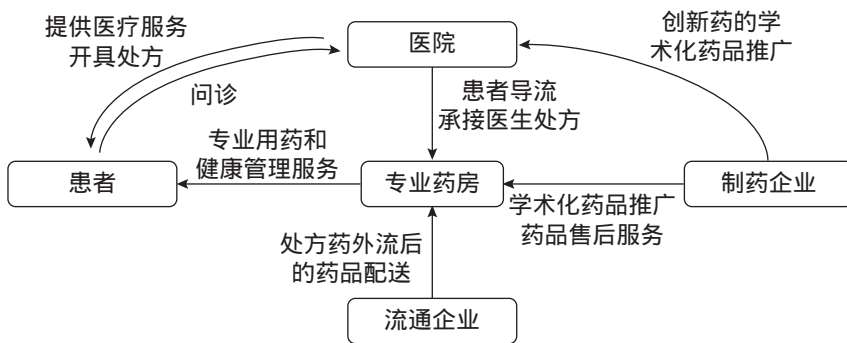 提供医疗服务
开具处方
医院
创新药的学
术化药品推广
问诊
患者导流
承接医生处方
专业用药和
健康管理服务
患者
专业药房
制药企业
学术化药品推广
药品售后服务
处方药外流后
的药品配送
流通企业